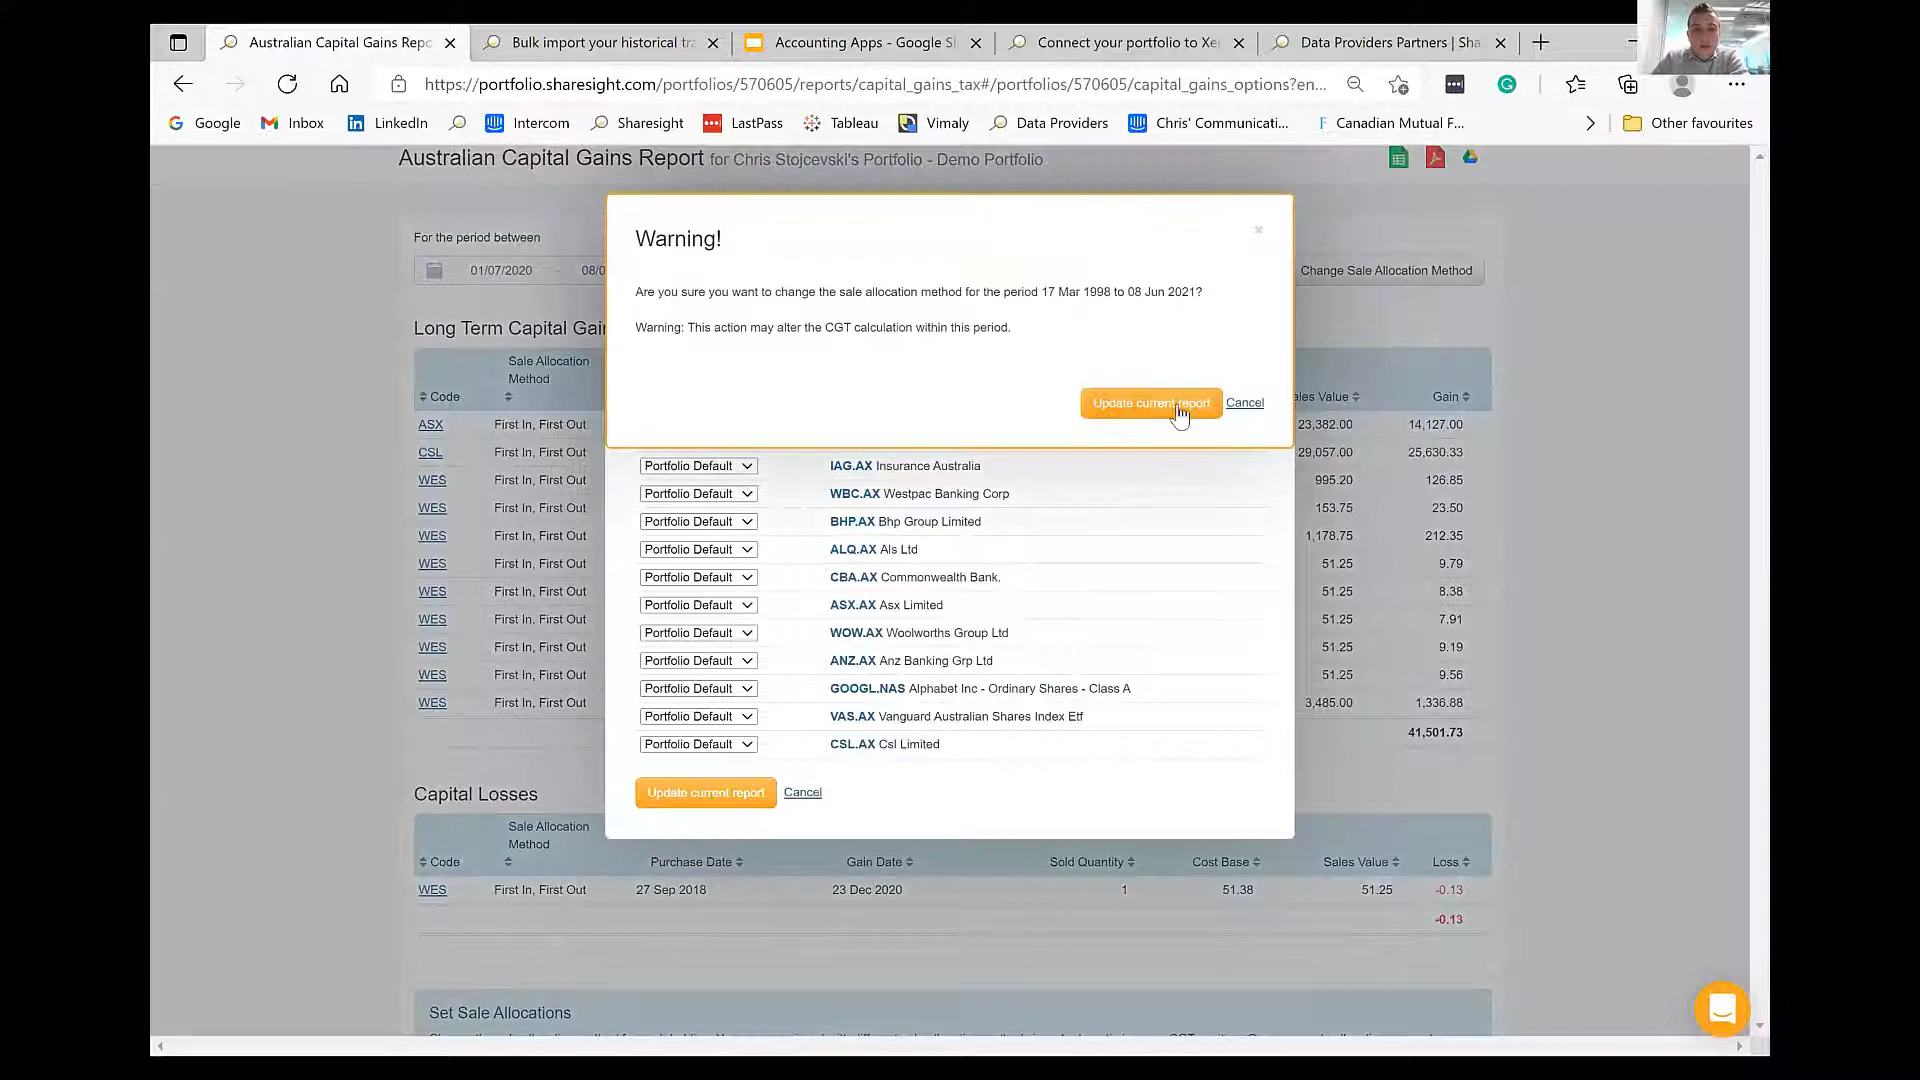 Australian Capital Gains Repo
Bulk import your historical tra
Accounting Apps - Google Sl
Connect your portfolio to Xe
Data Providers Partners | Sha
https://portfolio.sharesight.com/portfolios/570605/reports/capital_gains_tax#/portfolios/570605/capital_gains_options?en...
Google
Inbox
LinkedIn
Intercom
Sharesight
LastPass
Tableau
Vimaly
Data Providers
Chris' Communicati...
Canadian Mutual F...
Other favourites
Australian Capital Gains Report for Chris Stojcevski's Portfolio - Demo Portfolio
For the period between
01/07/2020 – 08/0
Change Sale Allocation Method
Warning!
Are you sure you want to change the sale allocation method for the period 17 Mar 1998 to 08 Jun 2021?
Warning: This action may alter the CGT calculation within this period.
Update current report Cancel
Long Term Capital Gai
Code Sale Allocation Method ales Value Gain
ASX First In, First Out 23,382.00 14,127.00
CSL First In, First Out 29,057.00 25,630.33
WES First In, First Out 995.20 126.85
WES First In, First Out 153.75 23.50
WES First In, First Out 1,178.75 212.35
WES First In, First Out 51.25 9.79
WES First In, First Out 51.25 8.38
WES First In, First Out 51.25 7.91
WES First In, First Out 51.25 9.19
WES First In, First Out 51.25 9.56
WES First In, First Out 3,485.00 1,336.88
41,501.73
Portfolio Default IAG.AX Insurance Australia
Portfolio Default WBC.AX Westpac Banking Corp
Portfolio Default BHP.AX Bhp Group Limited
Portfolio Default ALQ.AX Als Ltd
Portfolio Default CBA.AX Commonwealth Bank.
Portfolio Default ASX.AX Asx Limited
Portfolio Default WOW.AX Woolworths Group Ltd
Portfolio Default ANZ.AX Anz Banking Grp Ltd
Portfolio Default GOOGL.NAS Alphabet Inc - Ordinary Shares - Class A
Portfolio Default VAS.AX Vanguard Australian Shares Index Etf
Portfolio Default CSL.AX Csl Limited
Update current report Cancel
Capital Losses
Code Sale Allocation Method Purchase Date Gain Date Sold Quantity Cost Base Sales Value Loss
WES First In, First Out 27 Sep 2018 23 Dec 2020 1 51.38 51.25 -0.13
-0.13
Set Sale Allocations